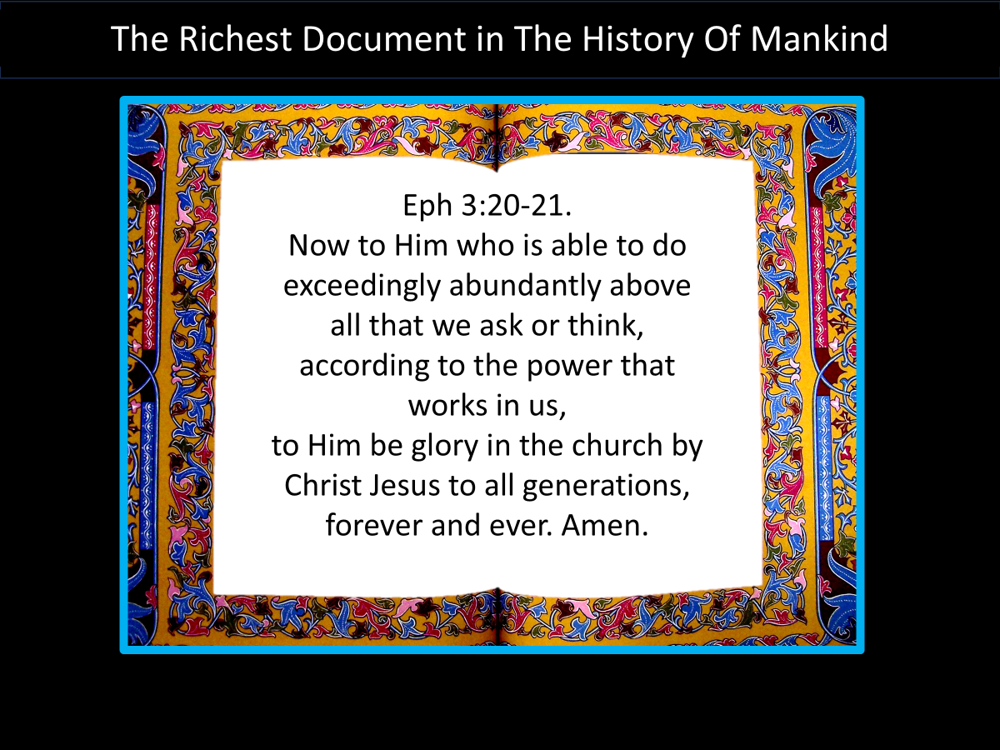 The Richest Document in The History Of Mankind
Eph 3:20-21.
Now to Him who is able to do
exceedingly abundantly above
all that we ask or think,
according to the power that
works in us,
to Him be glory in the church by
Christ Jesus to all generations,
forever and ever. Amen.